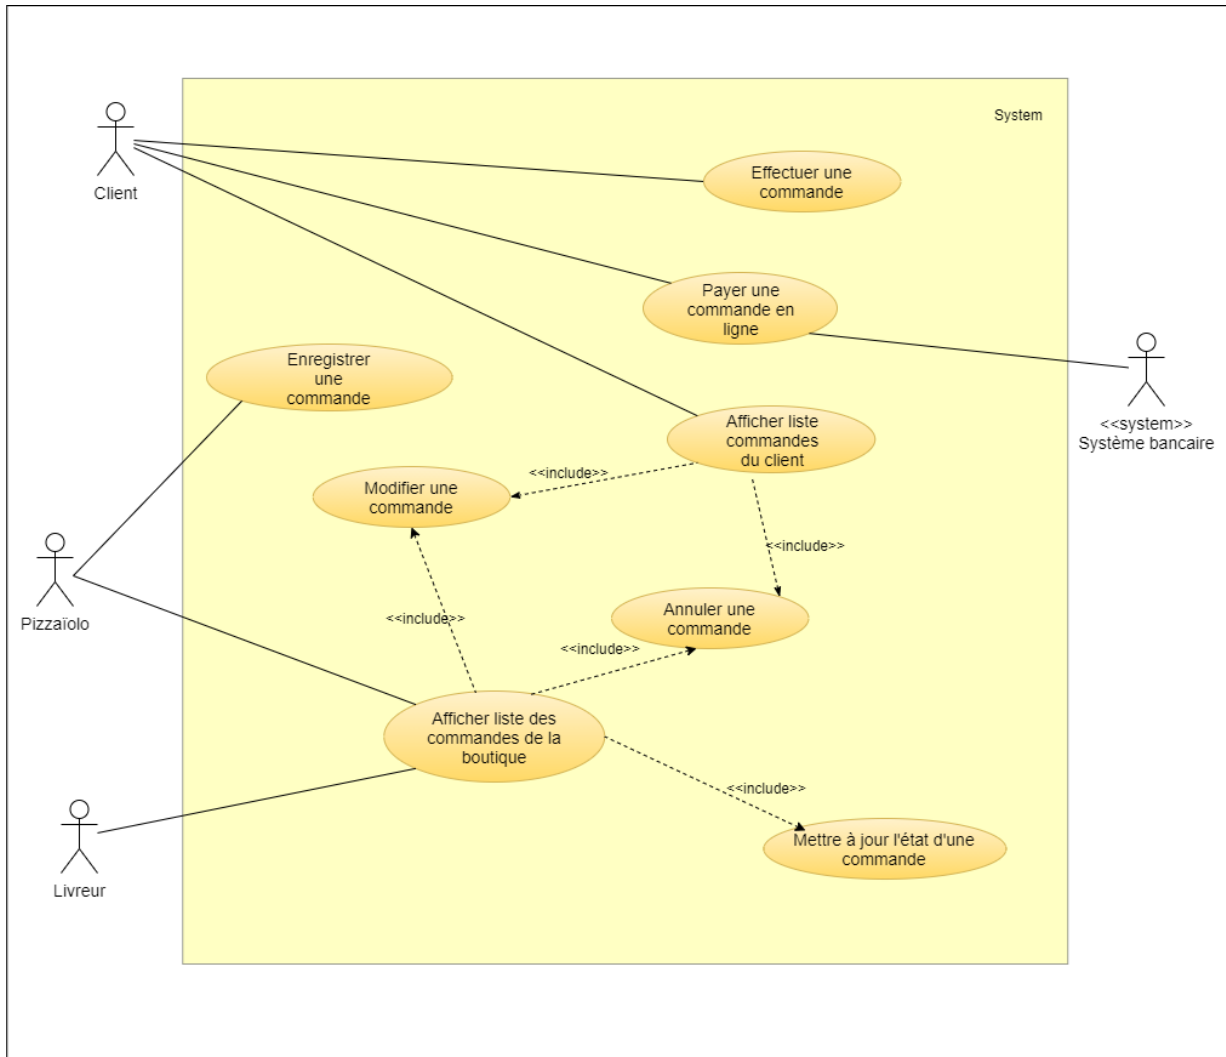 System
Client
Effectuer une
commande
Payer une
commande en
ligne
Enregistrer
une
commande
<<system>>
Système bancaire
Afficher liste
commandes
du client
<<include>>
Modifier une
commande
<<include>>
Pizzaïolo
Annuler une
commande
<<include>>
<<include>>
Afficher liste des
commandes de la
boutique
<<include>>
Mettre à jour l'état d'une
commande
Livreur